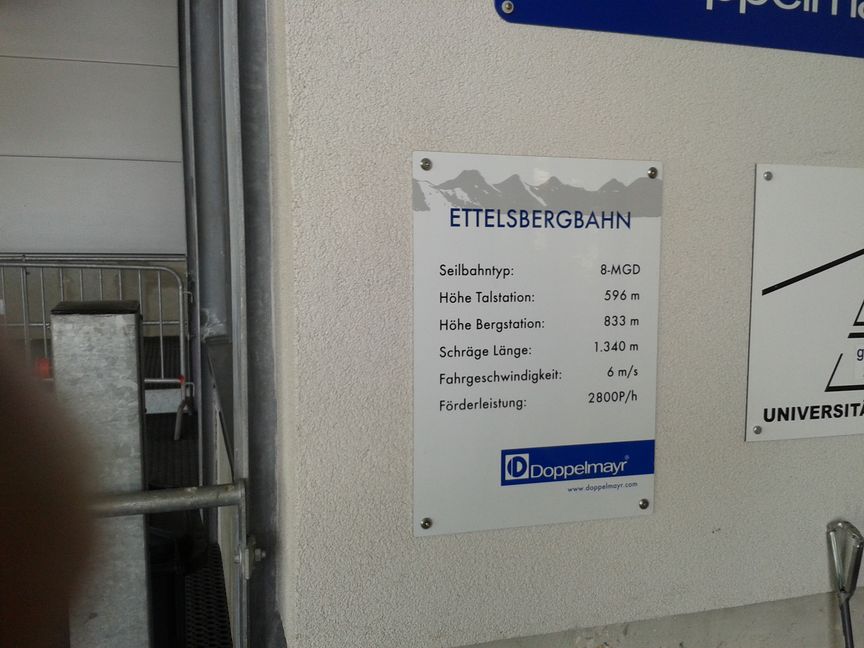 ETTELSBERGBAHN
Seilbahntyp: 8-MGD
Höhe Talstation: 596 m
Höhe Bergstation: 833 m
Schräge Länge: 1.340 m
Fahrgeschwindigkeit: 6 m/s
Förderleistung: 2800P/h
Doppelmayr
www.doppelmayr.com